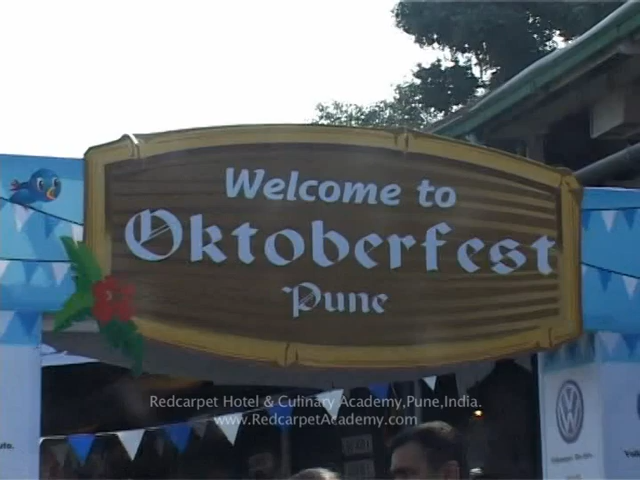 Welcome to
Oktoberfest
Pune
Redcarpet Hotel & Culinary Academy,Pune,India.
www.RedcarpetAcademy.com